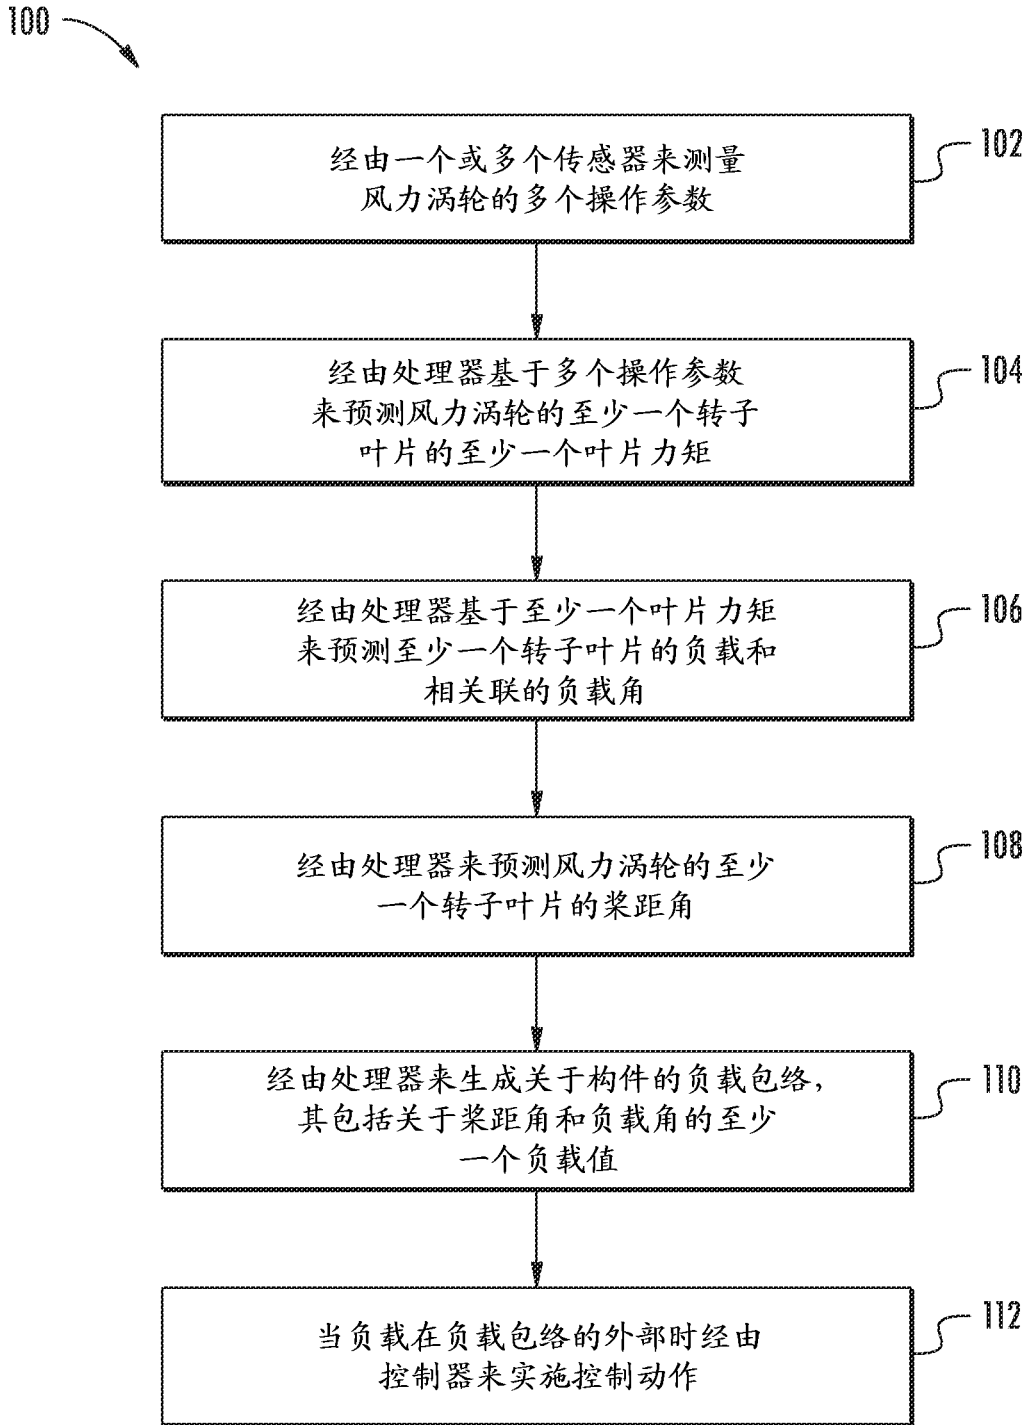 100
经由一个或多个传感器来测量
风力涡轮的多个操作参数
102
经由处理器基于多个操作参数
来预测风力涡轮的至少一个转子
叶片的至少一个叶片力矩
104
经由处理器基于至少一个叶片力矩
来预测至少一个转子叶片的负载和
相关联的负载角
106
经由处理器来预测风力涡轮的至少
一个转子叶片的桨距角
108
经由处理器来生成关于构件的负载包络，
其包括关于桨距角和负载角的至少
一个负载值
110
当负载在负载包络的外部时经由
控制器来实施控制动作
112